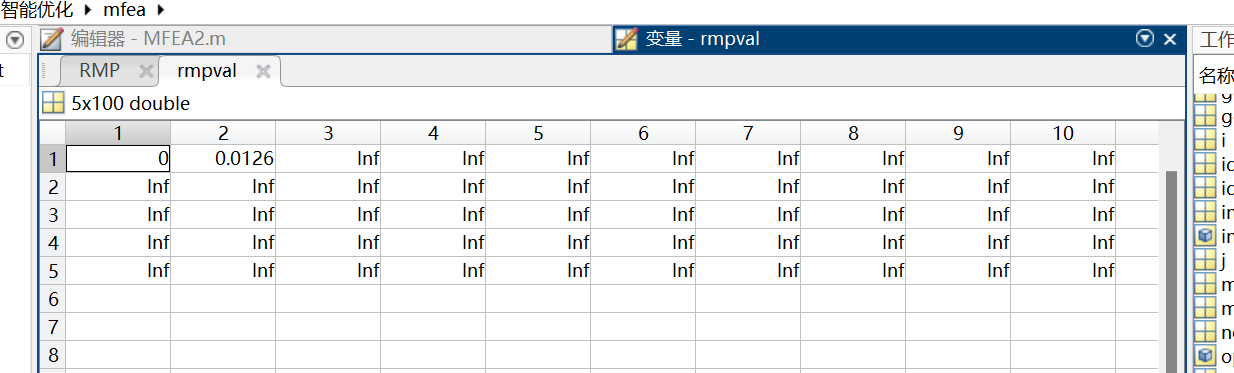 智能优化 mfea
编辑器 - MFEA2.m
变量 - rmpval
工作
t
RMP
rmpval
名称
5x100 double
1 2 3 4 5 6 7 8 9 10
1 0 0.0126 Inf Inf Inf Inf Inf Inf Inf Inf
2 Inf Inf Inf Inf Inf Inf Inf Inf Inf Inf
3 Inf Inf Inf Inf Inf Inf Inf Inf Inf Inf
4 Inf Inf Inf Inf Inf Inf Inf Inf Inf Inf
5 Inf Inf Inf Inf Inf Inf Inf Inf Inf Inf
6
7
8
g
i
j